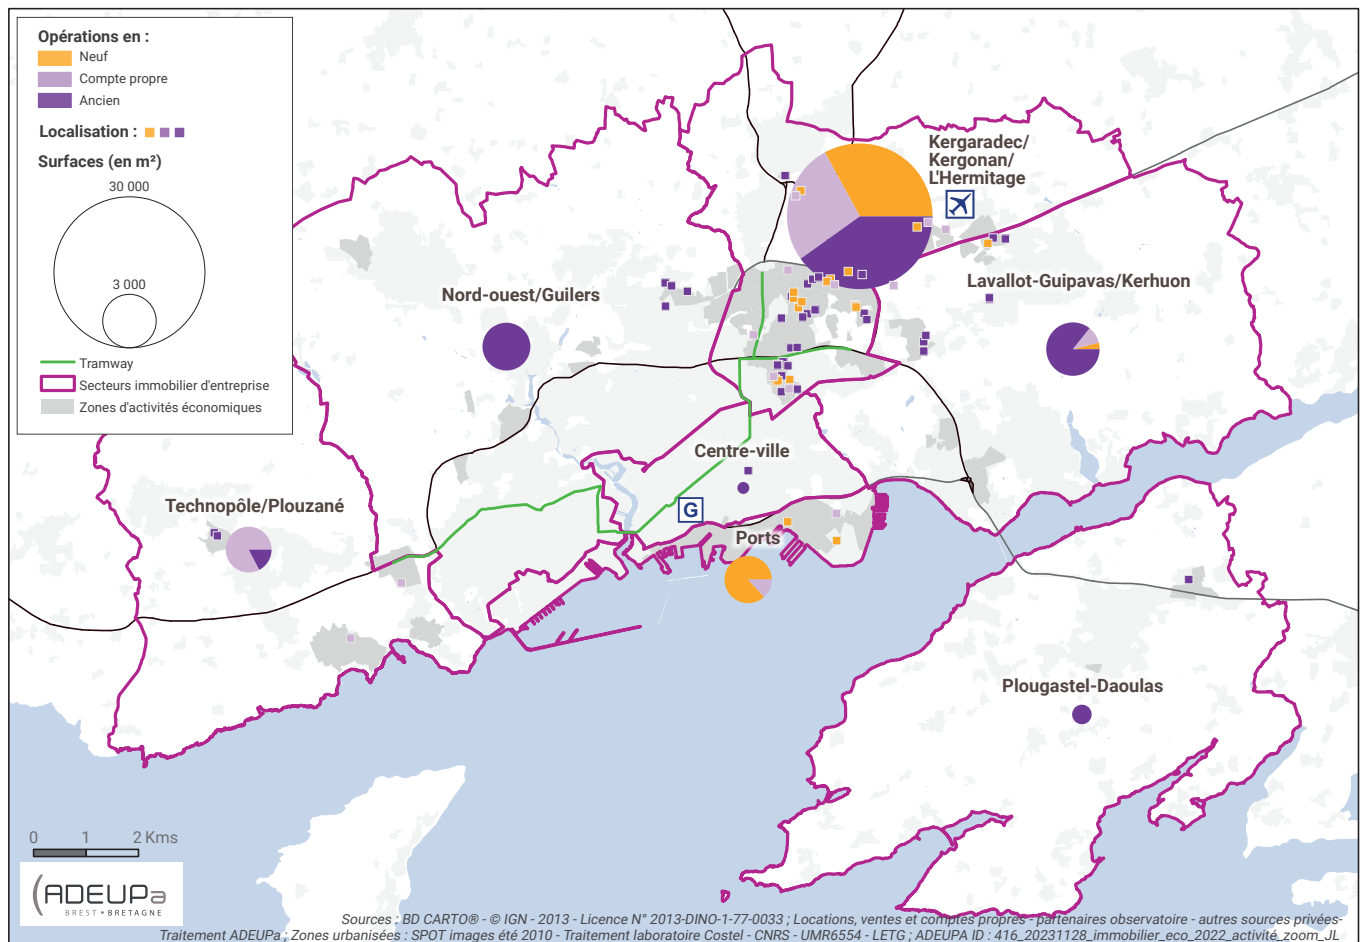 Opérations en :
Neuf
Compte propre
Ancien
Localisation :
Surfaces (en m²)
30 000
3 000
Tramway
Secteurs immobilier d'entreprise
Zones d'activités économiques
Kergaradec/
Kergonan/
L'Hermitage
Lavallot-Guipavas/Kerhuon
Nord-ouest/Guilers
Centre-ville
Technopôle/Plouzané
G
Ports
Plougastel-Daoulas
0 1 2 Kms
ADEUPa
BREST • BRETAGNE
Sources : BD CARTO® - © IGN - 2013 - Licence N° 2013-DINO-1-77-0033 ; Locations, ventes et comptes propres - partenaires observatoire - autres sources privées-
Traitement ADEUPa ; Zones urbanisées : SPOT images été 2010 - Traitement laboratoire Costel - CNRS - UMR6554 - LETG ; ADEUPA ID : 416_20231128_immobilier_eco_2022_activité_zoom_JL